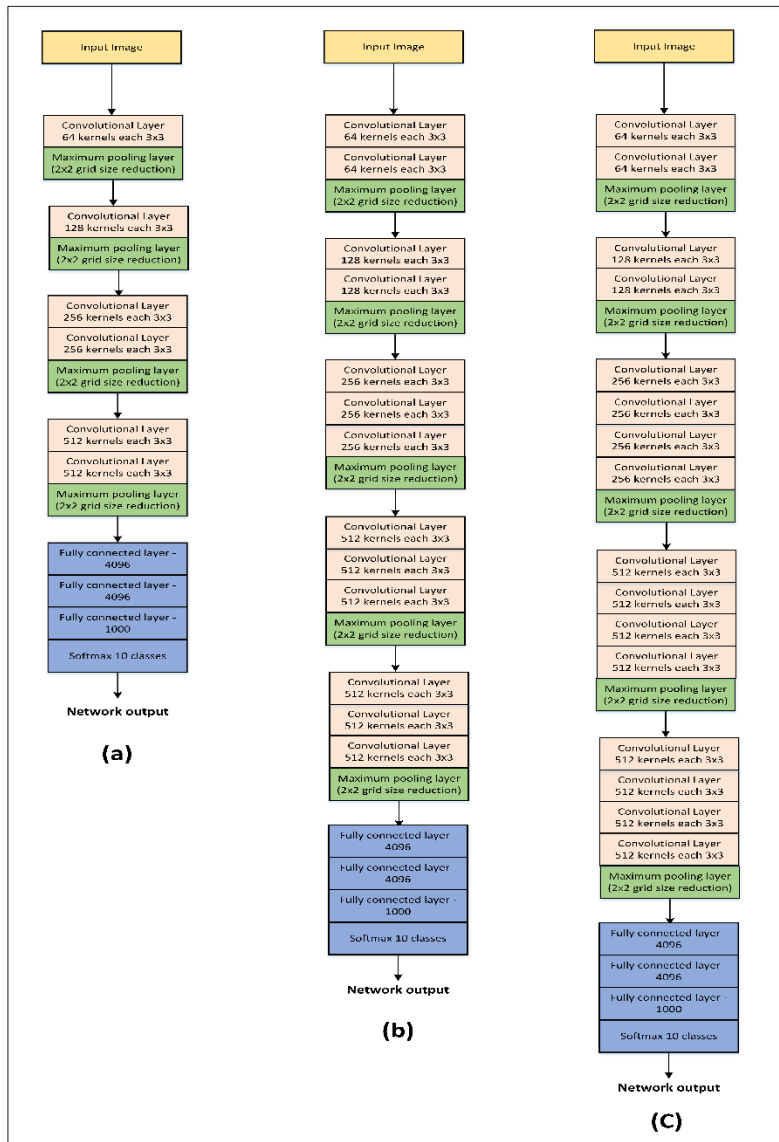 Input Image
Convolutional Layer
64 kernels each 3x3
Maximum pooling layer
(2x2 grid size reduction)
Convolutional Layer
128 kernels each 3x3
Maximum pooling layer
(2x2 grid size reduction)
Convolutional Layer
256 kernels each 3x3
Convolutional Layer
256 kernels each 3x3
Maximum pooling layer
(2x2 grid size reduction)
Convolutional Layer
512 kernels each 3x3
Convolutional Layer
512 kernels each 3x3
Maximum pooling layer
(2x2 grid size reduction)
Fully connected layer -
4096
Fully connected layer -
4096
Fully connected layer -
1000
Softmax 10 classes
Network output
(a)
Input Image
Convolutional Layer
64 kernels each 3x3
Convolutional Layer
64 kernels each 3x3
Maximum pooling layer
(2x2 grid size reduction)
Convolutional Layer
128 kernels each 3x3
Convolutional Layer
128 kernels each 3x3
Maximum pooling layer
(2x2 grid size reduction)
Convolutional Layer
256 kernels each 3x3
Convolutional Layer
256 kernels each 3x3
Convolutional Layer
256 kernels each 3x3
Maximum pooling layer
(2x2 grid size reduction)
Convolutional Layer
512 kernels each 3x3
Convolutional Layer
512 kernels each 3x3
Convolutional Layer
512 kernels each 3x3
Maximum pooling layer
(2x2 grid size reduction)
Convolutional Layer
512 kernels each 3x3
Convolutional Layer
512 kernels each 3x3
Convolutional Layer
512 kernels each 3x3
Maximum pooling layer
(2x2 grid size reduction)
Fully connected layer
4096
Fully connected layer
4096
Fully connected layer -
1000
Softmax 10 classes
Network output
(b)
Input Image
Convolutional Layer
64 kernels each 3x3
Convolutional Layer
64 kernels each 3x3
Maximum pooling layer
(2x2 grid size reduction)
Convolutional Layer
128 kernels each 3x3
Convolutional Layer
128 kernels each 3x3
Maximum pooling layer
(2x2 grid size reduction)
Convolutional Layer
256 kernels each 3x3
Convolutional Layer
256 kernels each 3x3
Convolutional Layer
256 kernels each 3x3
Convolutional Layer
256 kernels each 3x3
Maximum pooling layer
(2x2 grid size reduction)
Convolutional Layer
512 kernels each 3x3
Convolutional Layer
512 kernels each 3x3
Convolutional Layer
512 kernels each 3x3
Convolutional Layer
512 kernels each 3x3
Maximum pooling layer
(2x2 grid size reduction)
Convolutional Layer
512 kernels each 3x3
Convolutional Layer
512 kernels each 3x3
Convolutional Layer
512 kernels each 3x3
Convolutional Layer
512 kernels each 3x3
Maximum pooling layer
(2x2 grid size reduction)
Fully connected layer
4096
Fully connected layer
4096
Fully connected layer -
1000
Softmax 10 classes
Network output
(C)